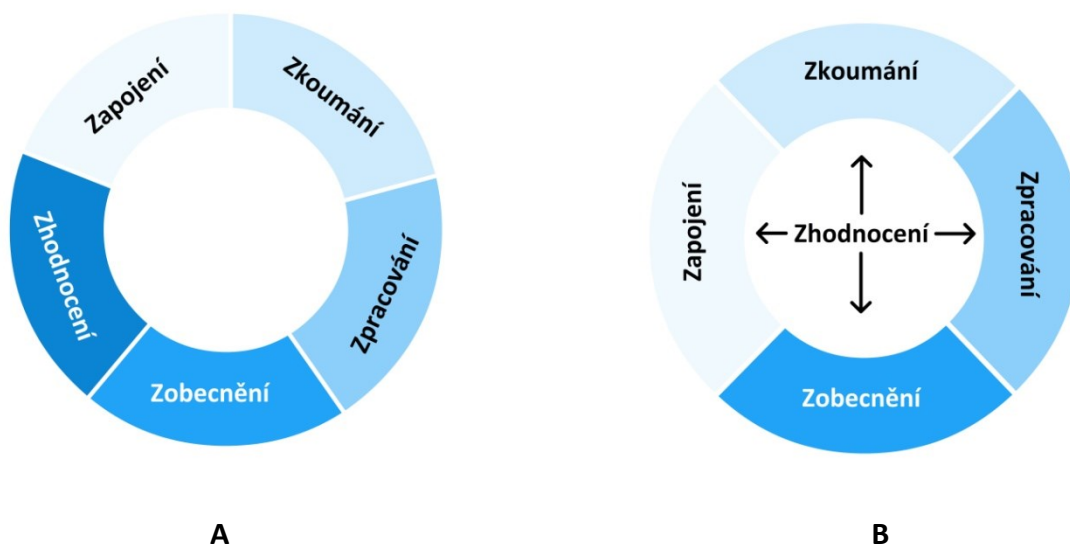 Zapojení
Zkoumání
Zpracování
Zobecnění
Zhodnocení
A
Zkoumání
Zapojení
Zhodnocení
Zpracování
Zobecnění
B